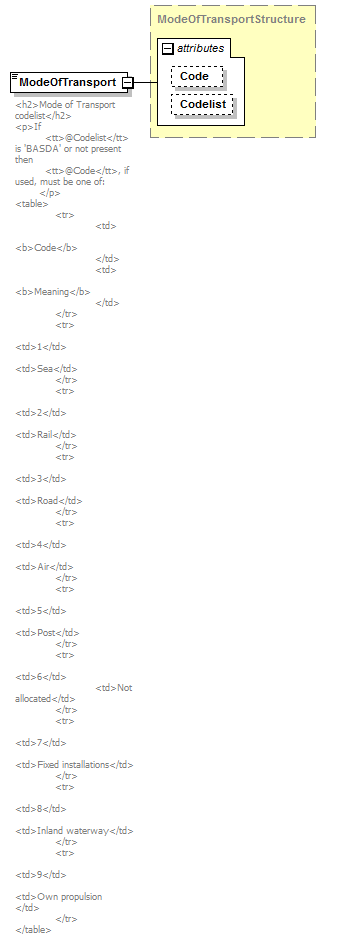 ModeOfTransportStructure
attributes
Code
Codelist
ModeOfTransport
<h2>Mode of Transport
codelist</h2>
<p>If
<tt>@Codelist</tt>
is 'BASDA' or not present
then
<tt>@Code</tt>, if
used, must be one of:
</p>
<table>
<tr>
<td>
<b>Code</b>
</td>
<td>
<b>Meaning</b>
</td>
</tr>
<tr>
<td>1</td>
<td>Sea</td>
</tr>
<tr>
<td>2</td>
<td>Rail</td>
</tr>
<tr>
<td>3</td>
<td>Road</td>
</tr>
<tr>
<td>4</td>
<td>Air</td>
</tr>
<tr>
<td>5</td>
<td>Post</td>
</tr>
<tr>
<td>6</td>
<td>Not
allocated</td>
</tr>
<tr>
<td>7</td>
<td>Fixed installations</td>
</tr>
<tr>
<td>8</td>
<td>Inland waterway</td>
</tr>
<tr>
<td>9</td>
<td>Own propulsion
</td>
</tr>
</table>